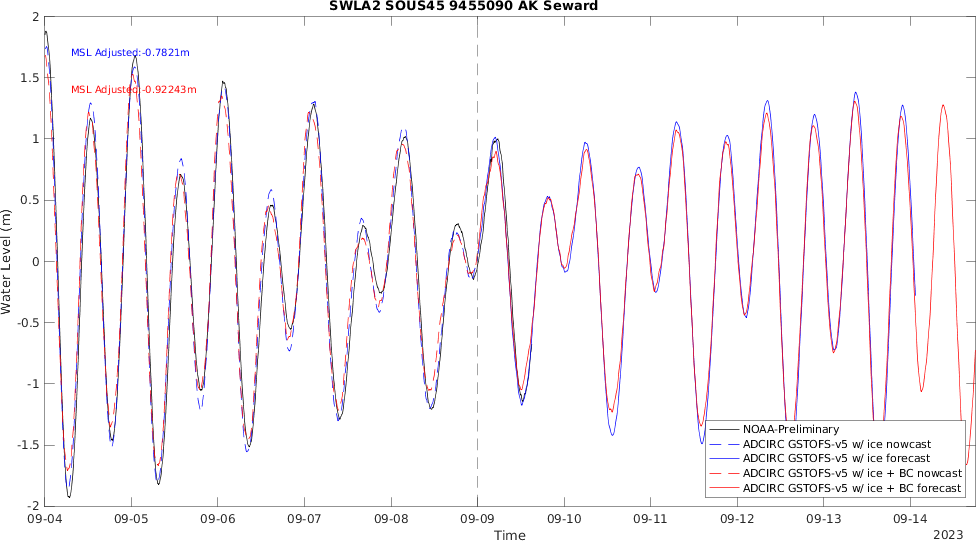 SWLA2 SOUS45 9455090 AK Seward
MSL Adjusted:-0.7821m
MSL Adjusted:-0.92243m
Water Level (m)
2
1.5
1
0.5
0
-0.5
-1
-1.5
-2
NOAA-Preliminary
ADCIRC GSTOFS-v5 w/ ice nowcast
ADCIRC GSTOFS-v5 w/ ice forecast
ADCIRC GSTOFS-v5 w/ ice + BC nowcast
ADCIRC GSTOFS-v5 w/ ice + BC forecast
09-04 09-05 09-06 09-07 09-08 09-09 09-10 09-11 09-12 09-13 09-14
Time
2023